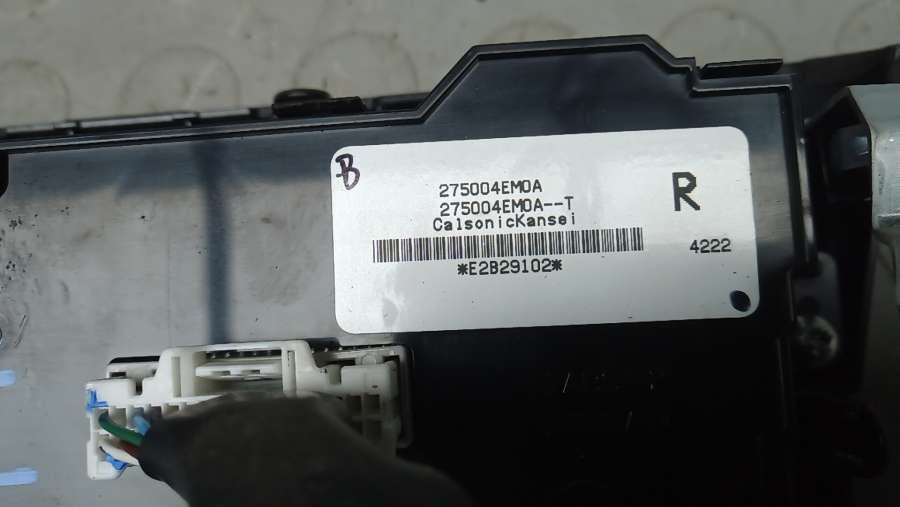 B
275004EM0A
275004EM0A--T
CalsonicKansei
R
4222
*E2B29102*